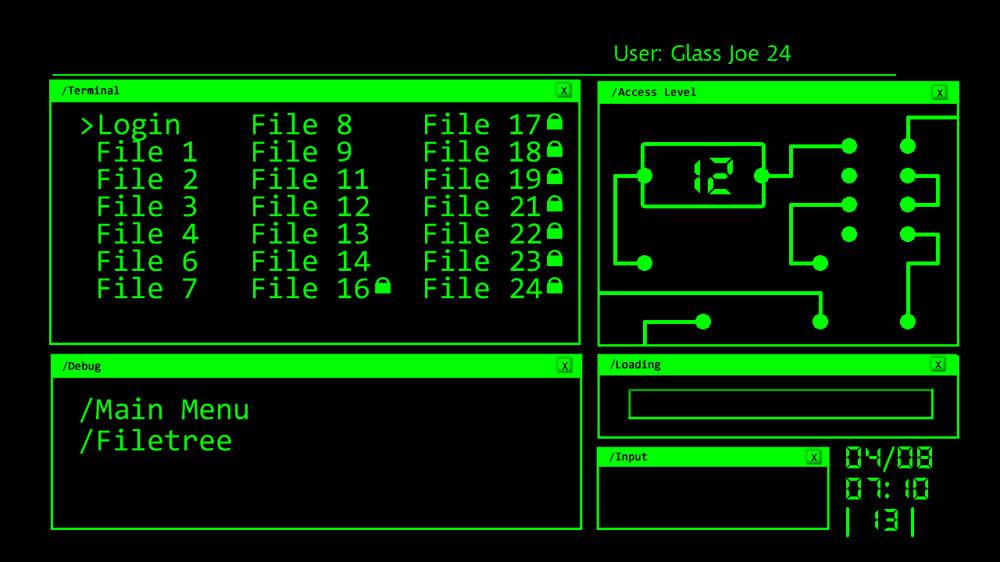 User: Glass Joe 24
/Terminal X
>Login File 8 File 17
File 1 File 9 File 18
File 2 File 11 File 19
File 3 File 12 File 21
File 4 File 13 File 22
File 6 File 14 File 23
File 7 File 16 File 24
/Access Level X
12
/Debug X
/Main Menu
/Filetree
/Loading X
/Input X
04/08
07:10
| 13 |